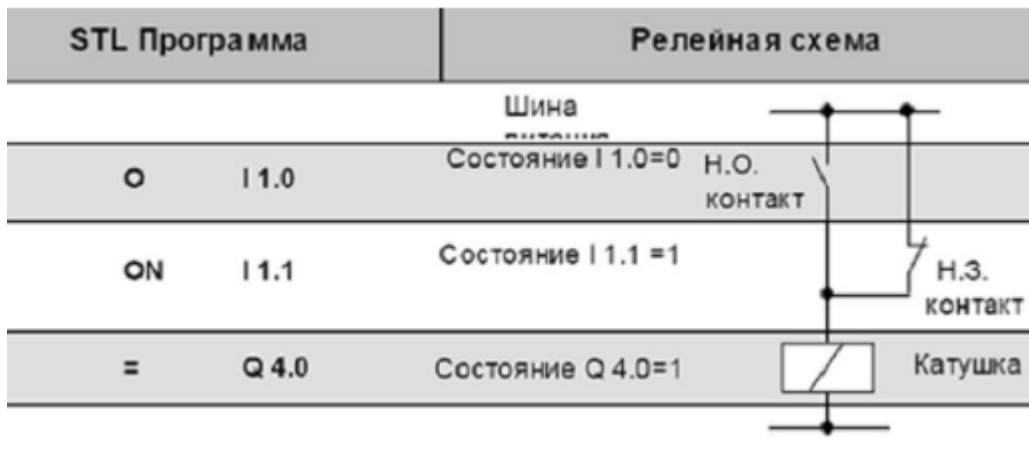 STL Программа
Релейная схема
Шина
O I 1.0
Состояние I 1.0=0
Н.О.
контакт
ON I 1.1
Состояние I 1.1 =1
Н.З.
контакт
= Q 4.0
Состояние Q 4.0=1
Катушка